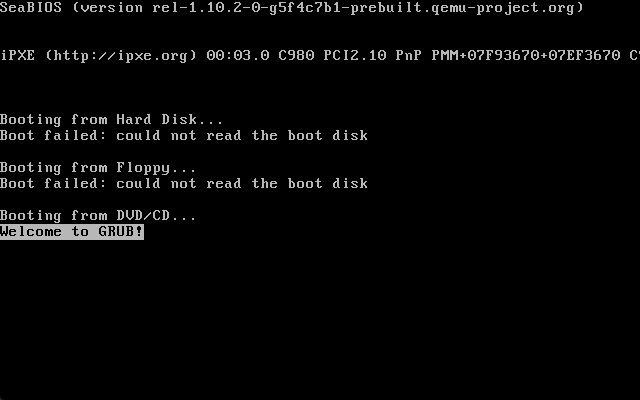 SeaBIOS (version rel-1.10.2-0-g5f4c7b1-prebuilt.qemu-project.org)
iPXE (http://ipxe.org) 00:03.0 C980 PCI2.10 PnP PMM+07F93670+07EF3670 C9
Booting from Hard Disk...
Boot failed: could not read the boot disk
Booting from Floppy...
Boot failed: could not read the boot disk
Booting from DVD/CD...
Welcome to GRUB!